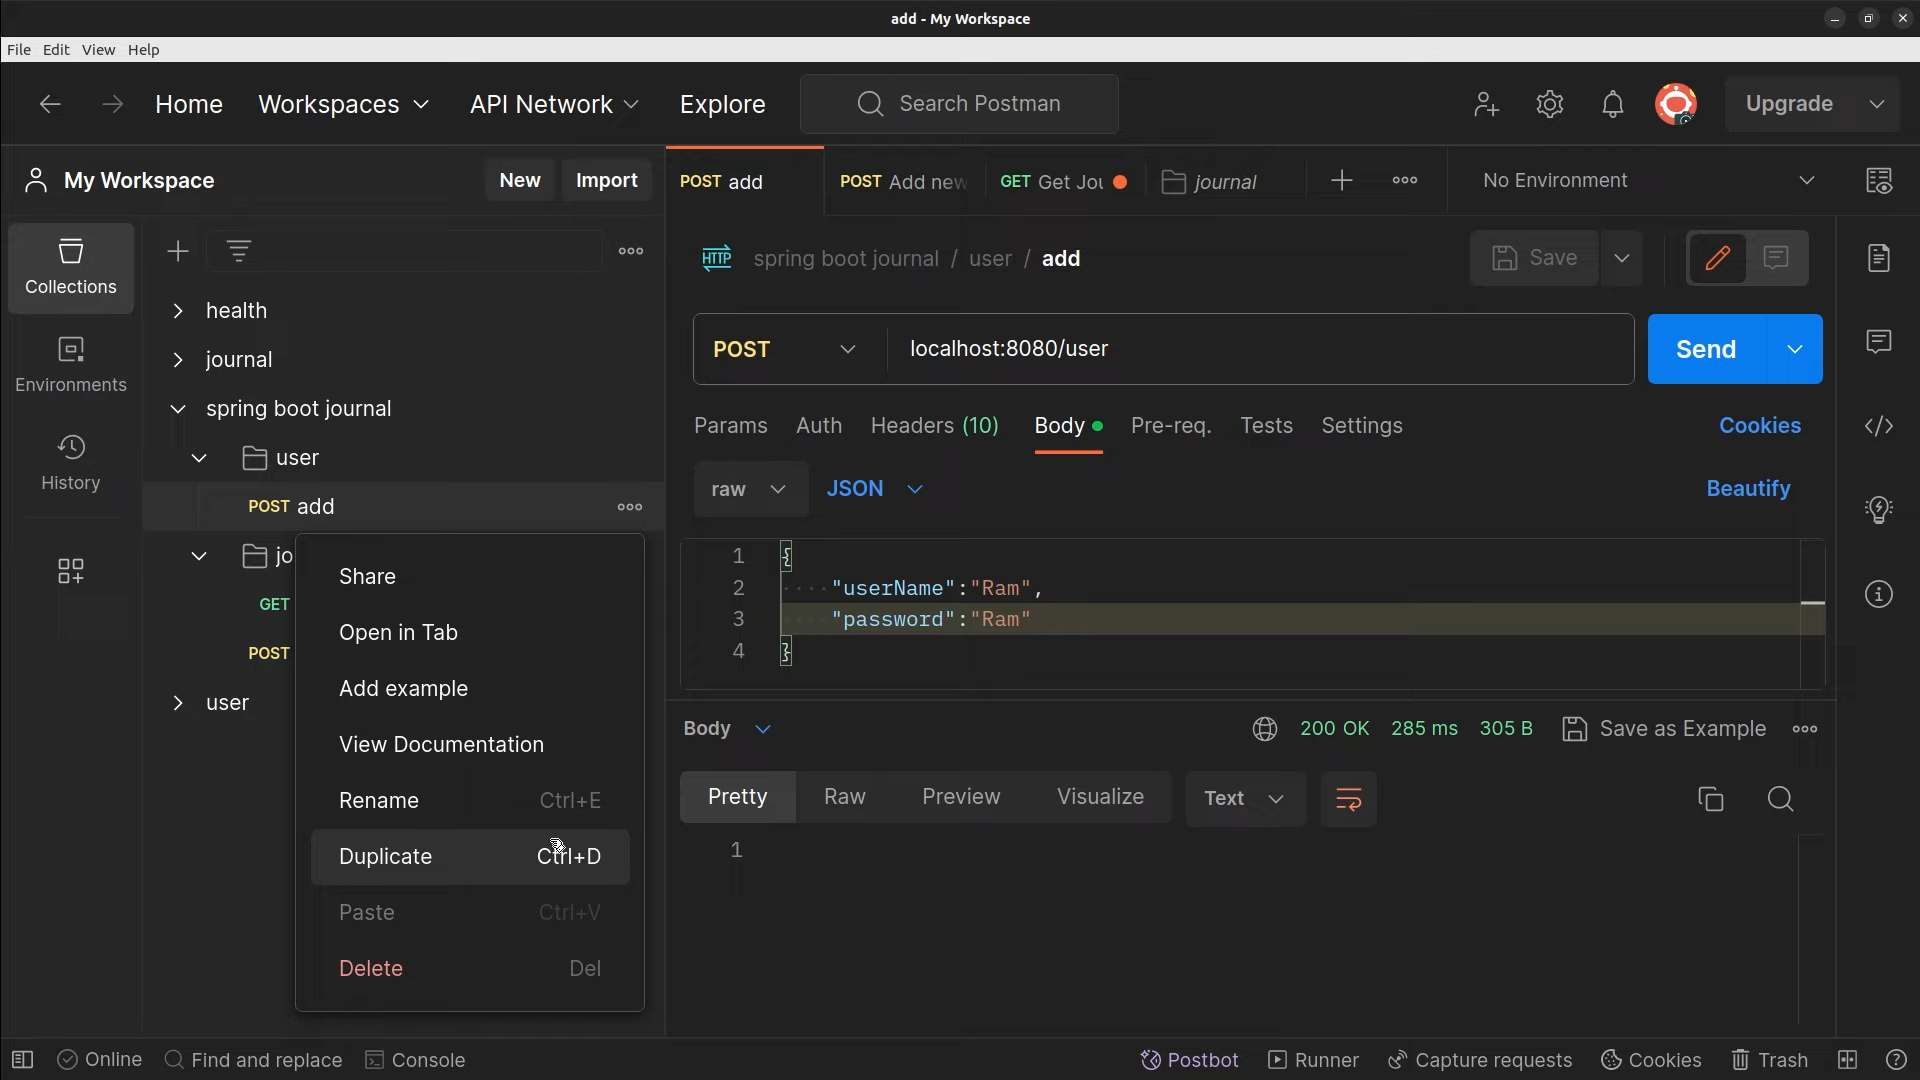 add - My Workspace
File Edit View Help
Home Workspaces API Network Explore Search Postman Upgrade
My Workspace New Import
POST add POST Add new GET Get Jou journal No Environment
Collections
Environments
History
health
journal
spring boot journal
user
POST add
jo
GET
POST
user
Share
Open in Tab
Add example
View Documentation
Rename Ctrl+E
Duplicate Ctrl+D
Paste Ctrl+V
Delete Del
HTTP spring boot journal / user / add Save
POST localhost:8080/user Send
Params Auth Headers (10) Body Pre-req. Tests Settings Cookies
raw JSON Beautify
1 {
2 "userName":"Ram",
3 "password":"Ram"
4 }
Body 200 OK 285 ms 305 B Save as Example
Pretty Raw Preview Visualize Text
1
Online Find and replace Console Postbot Runner Capture requests Cookies Trash